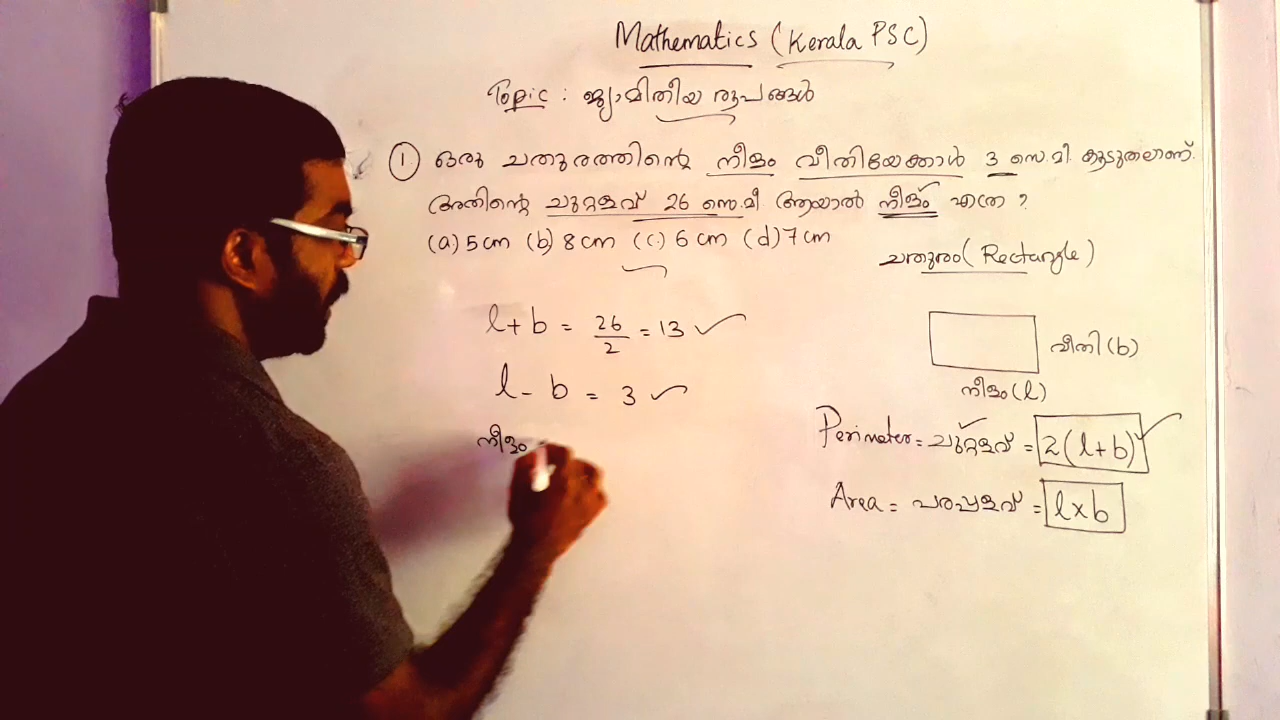 Mathematics (Kerala PSC)
Topic : ജ്യാമിതീയ രൂപങ്ങൾ
① ഒരു ചതുരത്തിന്റെ നീളം വീതിയേക്കാൾ 3 സെ.മി. കൂടുതലാണ്.
അതിന്റെ ചുറ്റളവ് 26 സെ.മീ ആയാൽ നീളം എത്ര ?
(a) 5 cm (b) 8 cm (c) 6 cm (d) 7 cm
ചതുരം (Rectangle)
l + b = 26/2 = 13 ✓
l - b = 3 ✓
നീളം
വീതി (b)
നീളം (l)
Perimeter = ചുറ്റളവ് = 2(l+b) ✓
Area = പരപ്പളവ് = l×b